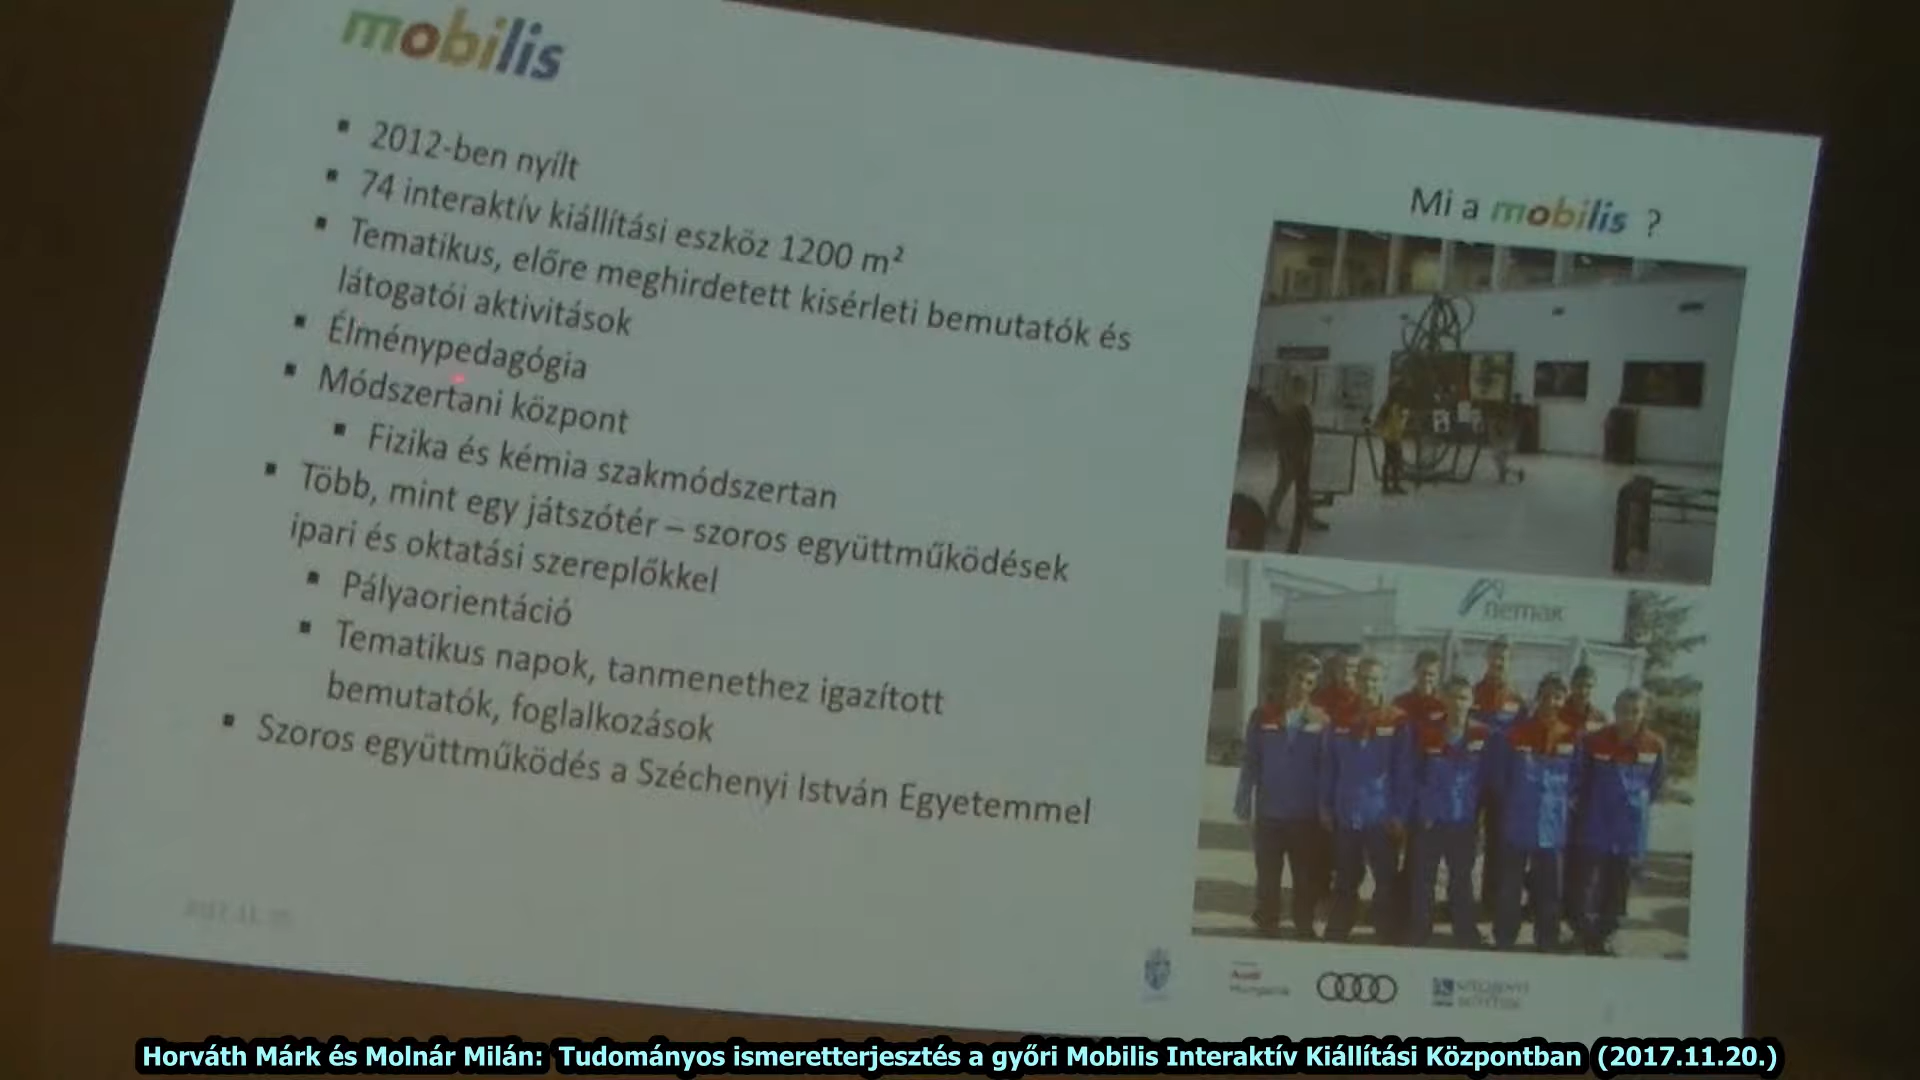 mobilis
2012-ben nyílt
74 interaktív kiállítási eszköz 1200 m²
Tematikus, előre meghirdetett kisérleti bemutatók és
látogatói aktivitások
Élménypedagógia
Módszertani központ
Fizika és kémia szakmódszertan
Több, mint egy játszótér – szoros együttműködések
ipari és oktatási szereplőkkel
Pályaorientáció
Tematikus napok, tanmenethez igazított
bemutatók, foglalkozások
Szoros együttműködés a Széchenyi István Egyetemmel
Mi a mobilis ?
nemak
Audi
Hungaria
Horváth Márk és Molnár Milán: Tudományos ismeretterjesztés a győri Mobilis Interaktív Kiállítási Központban (2017.11.20.)